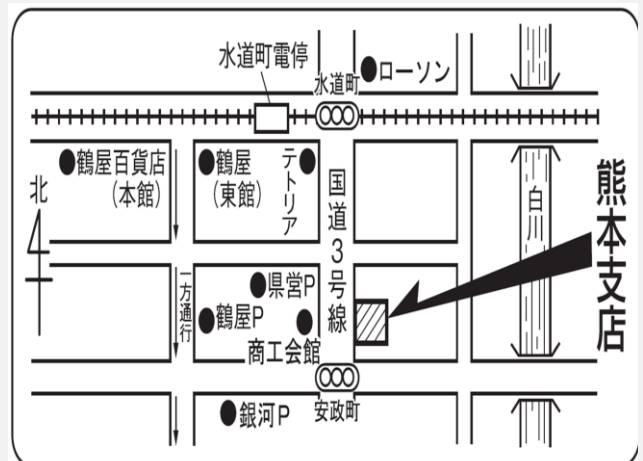 水道町電停
水道町
ローソン
鶴屋百貨店
(本館)
鶴屋
(東館)
テトリア
国道3号線
白川
熊本支店
北
一方通行
県営P
鶴屋P
商工会館
銀河P
安政町